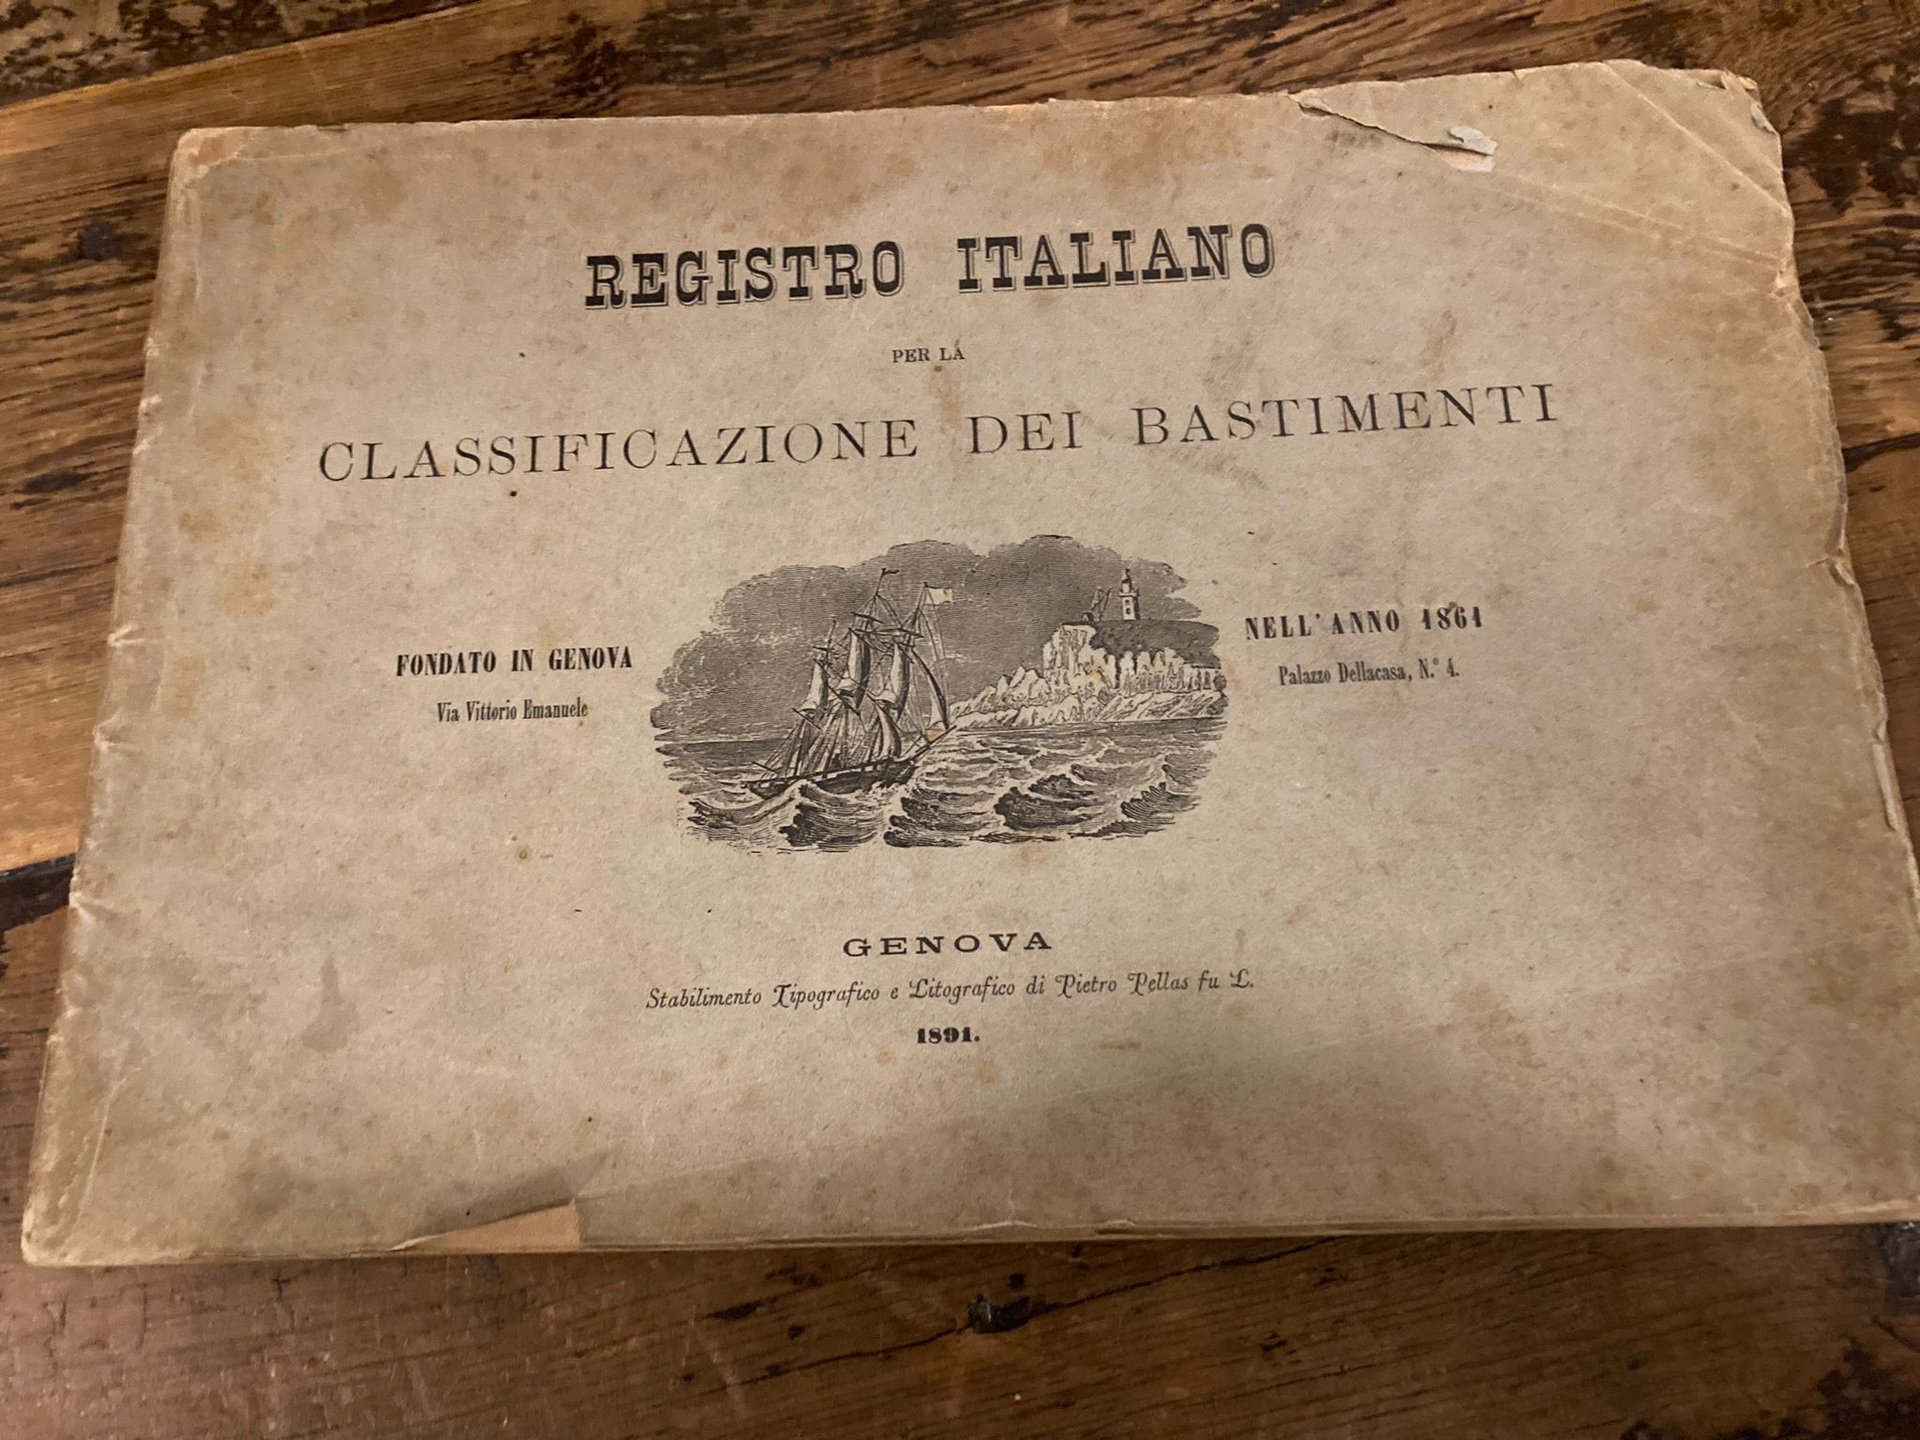 REGISTRO ITALIANO
PER LA
CLASSIFICAZIONE DEI BASTIMENTI
FONDATO IN GENOVA
Via Vittorio Emanuele
NELL'ANNO 1861
Palazzo Dellacasa, N.º 4.
GENOVA
Stabilimento Tipografico e Litografico di Pietro Pellas fu L.
1891.